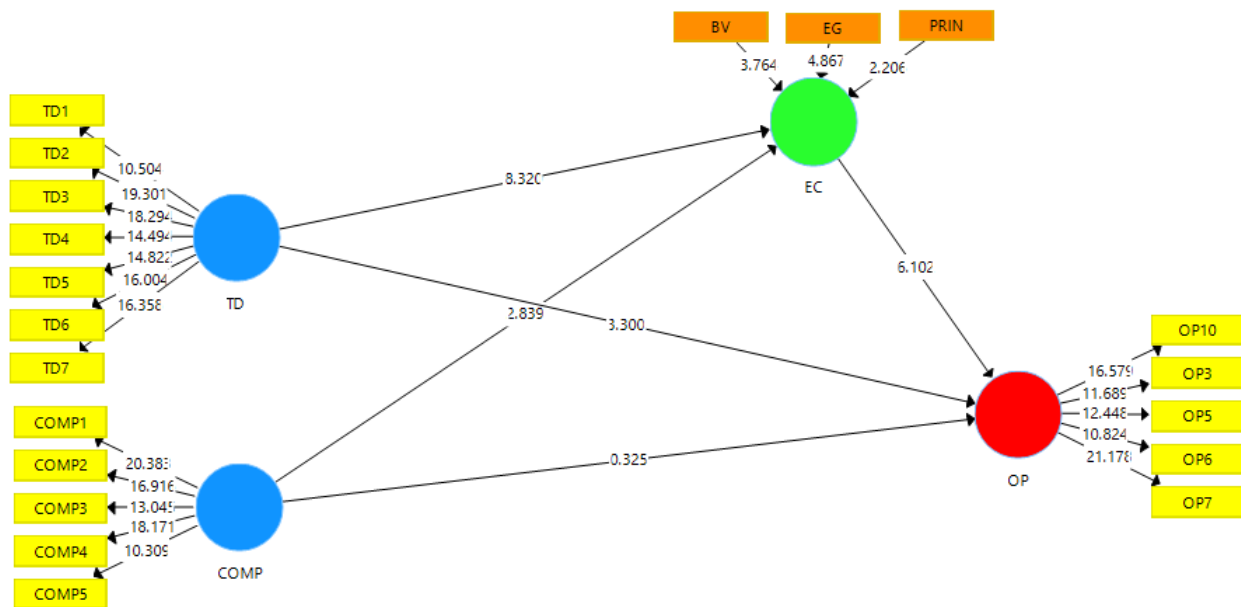 BV
EG
PRIN
3.764
4.867
2.206
EC
TD1
TD2
TD3
TD4
TD5
TD6
TD7
10.504
19.301
18.294
14.494
14.822
16.004
16.358
TD
8.320
2.839
3.300
6.102
0.325
COMP1
COMP2
COMP3
COMP4
COMP5
20.383
16.916
13.045
18.171
10.309
COMP
OP
16.579
11.689
12.448
10.824
21.178
OP10
OP3
OP5
OP6
OP7